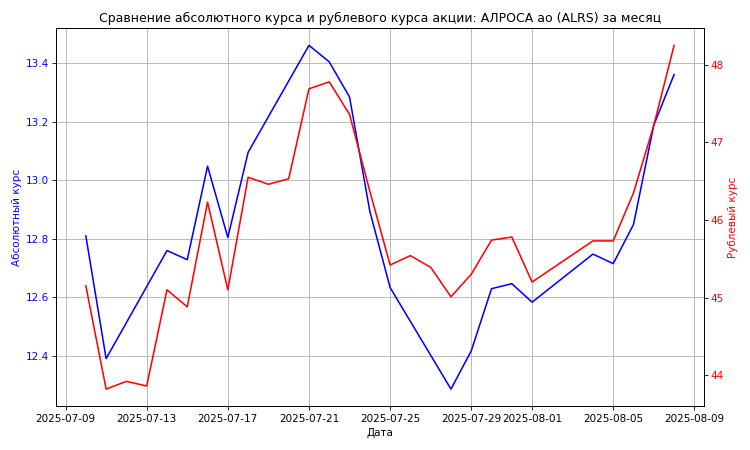 Сравнение абсолютного курса и рублевого курса акции: АЛРОСА ао (ALRS) за месяц
13.4
13.2
13.0
12.8
12.6
12.4
Абсолютный курс
48
47
46
45
44
Рублевый курс
2025-07-09 2025-07-13 2025-07-17 2025-07-21 2025-07-25 2025-07-29 2025-08-01 2025-08-05 2025-08-09
Дата